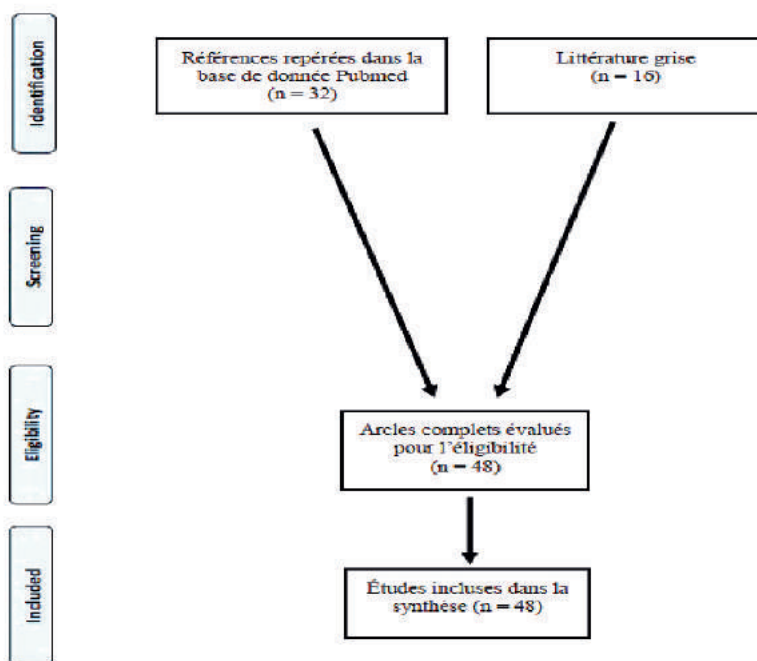 Identification
Références repérées dans la
base de donnée Pubmed
(n = 32)
Littérature grise
(n = 16)
Screening
Eligibility
Arcles complets évalués
pour l'éligibilité
(n = 48)
Included
Études incluses dans la
synthèse (n = 48)